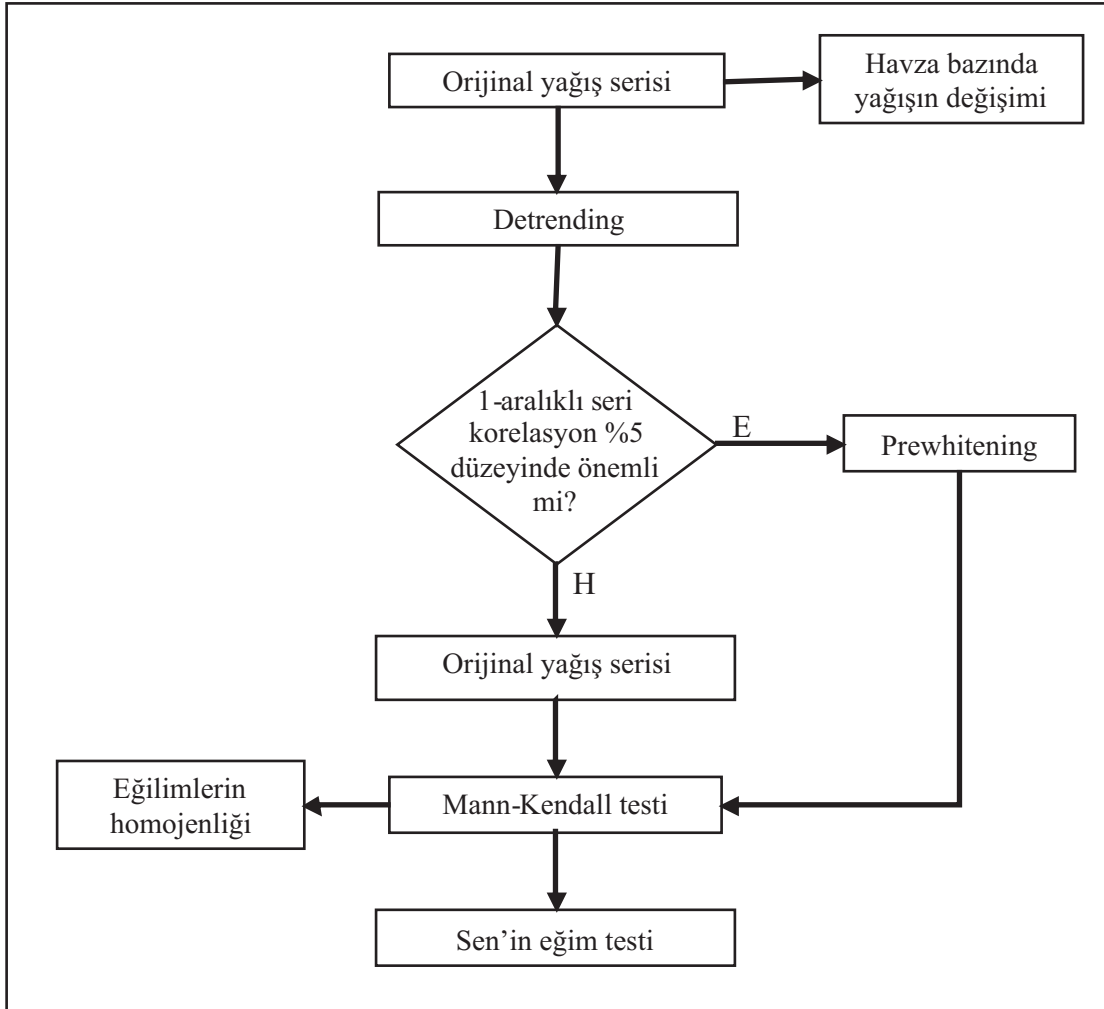 Orijinal yağış serisi
Havza bazında
yağışın değişimi
Detrending
1-aralıklı seri
korelasyon %5
düzeyinde önemli
mi?
E
Prewhitening
H
Orijinal yağış serisi
Eğilimlerin
homojenliği
Mann-Kendall testi
Sen’in eğim testi